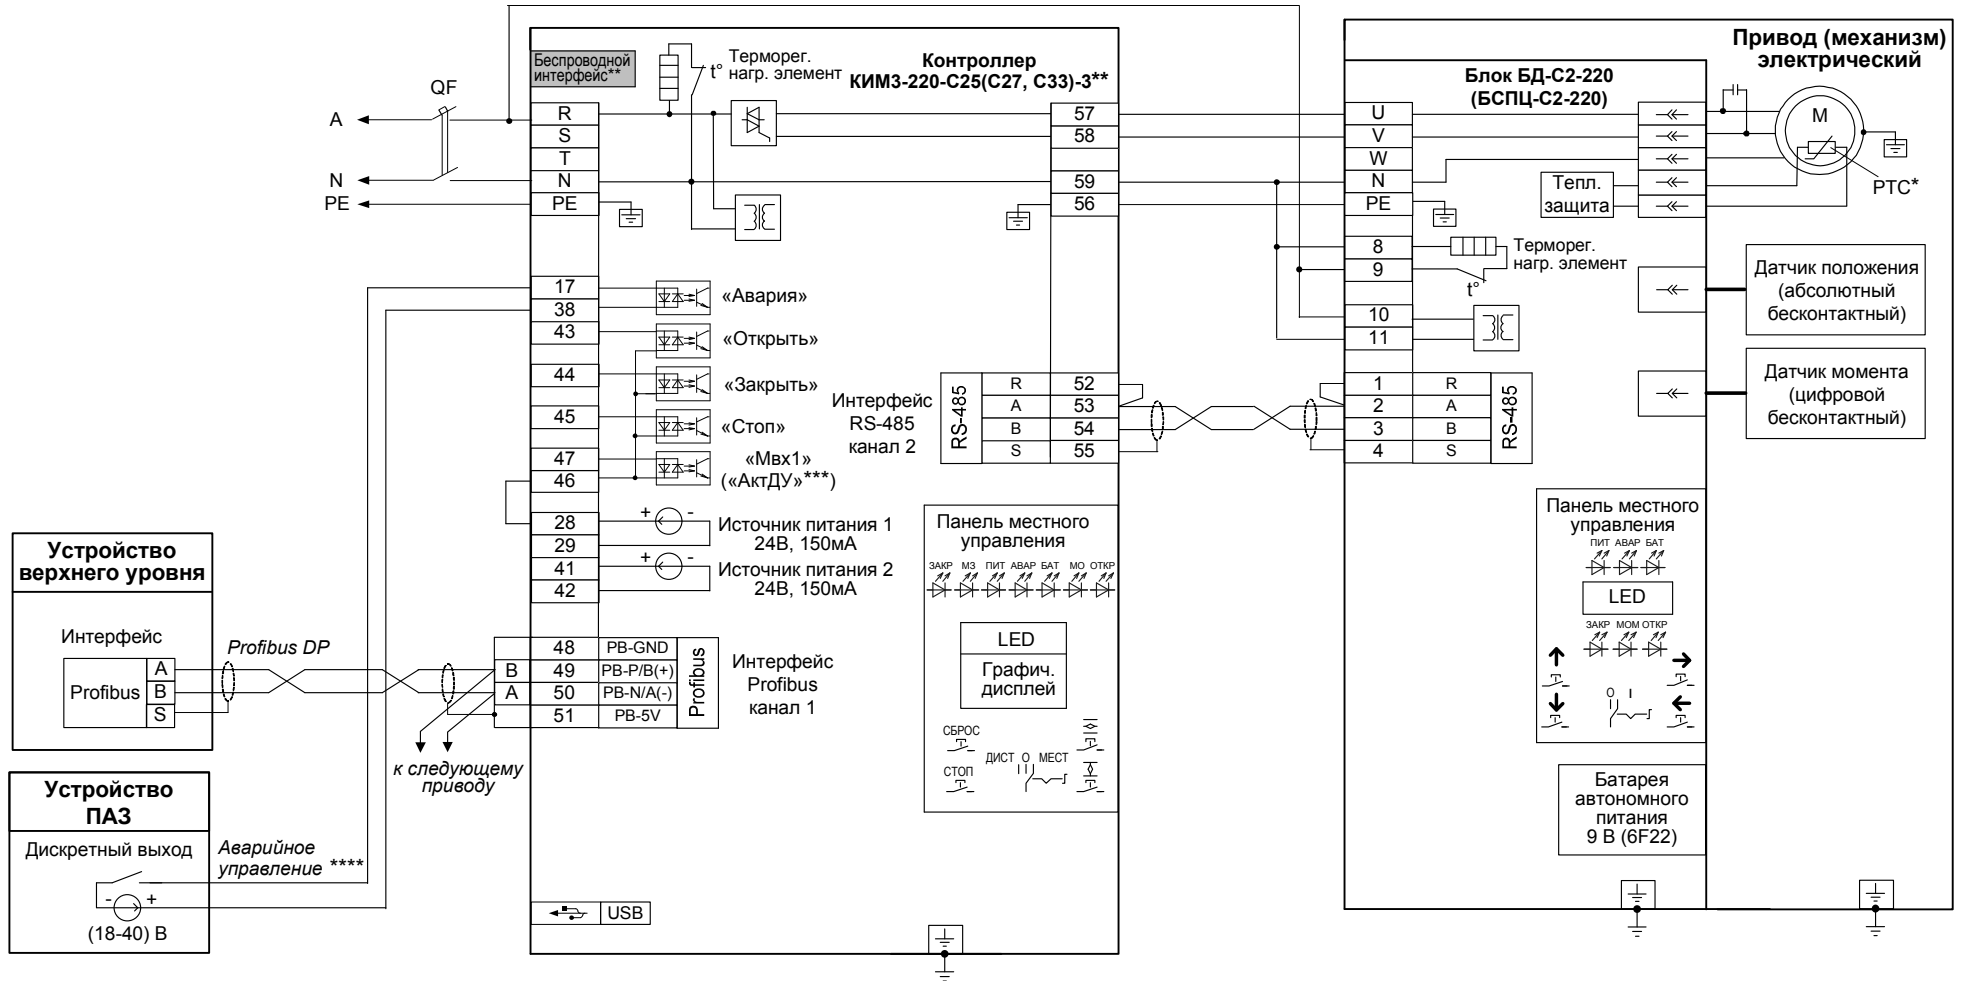 QF
A
N
PE
Беспроводной
интерфейс**
t°
Терморег.
нагр. элемент
Контроллер
КИМ3-220-С25(С27, С33)-3**
R
S
T
N
PE
57
58
59
56
17
38
43
44
45
47
46
28
29
41
42
«Авария»
«Открыть»
«Закрыть»
«Стоп»
«Мвх1»
(«АктДУ»***)
+ -
Источник питания 1
24В, 150мА
+ -
Источник питания 2
24В, 150мА
Интерфейс
RS-485
канал 2
RS-485
R 52
A 53
B 54
S 55
48 PB-GND
B 49 PB-P/B(+)
A 50 PB-N/A(-)
51 PB-5V
Profibus
Интерфейс
Profibus
канал 1
Панель местного
управления
ЗАКР МЗ ПИТ АВАР БАТ МО ОТКР
LED
Графич.
дисплей
СБРОС
СТОП
ДИСТ О МЕСТ
USB
Устройство
верхнего уровня
Интерфейс
Profibus
A
B
S
Profibus DP
к следующему
приводу
Устройство
ПАЗ
Дискретный выход
- +
(18-40) В
Аварийное
управление ****
Привод (механизм)
электрический
Блок БД-С2-220
(БСПЦ-С2-220)
U
V
W
N
PE
8
9
10
11
Тепл.
защита
M
PTC*
Терморег.
нагр. элемент
t°
Датчик положения
(абсолютный
бесконтактный)
Датчик момента
(цифровой
бесконтактный)
1 R
2 A
3 B
4 S
RS-485
Панель местного
управления
ПИТ АВАР БАТ
LED
ЗАКР МОМ ОТКР
O I
Батарея
автономного
питания
9 В (6F22)